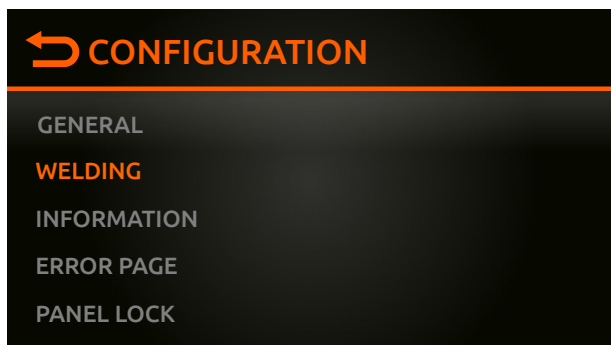 CONFIGURATION
GENERAL
WELDING
INFORMATION
ERROR PAGE
PANEL LOCK